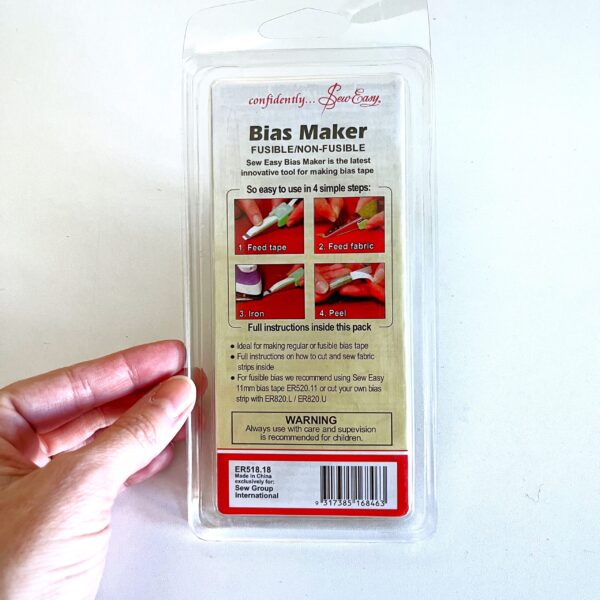 confidently... SewEasy®
Bias Maker
FUSIBLE/NON-FUSIBLE
Sew Easy Bias Maker is the latest
innovative tool for making bias tape
So easy to use in 4 simple steps:
1. Feed tape
2. Feed fabric
3. Iron
4. Peel
Full instructions inside this pack
• Ideal for making regular or fusible bias tape
• Full instructions on how to cut and sew fabric
strips inside
• For fusible bias we recommend using Sew Easy
11mm bias tape ER520.11 or cut your own bias
strip with ER820.L / ER820.U
WARNING
Always use with care and supevision
is recommended for children.
ER518.18
Made in China
exclusively for:
Sew Group
International
9 317385 168463